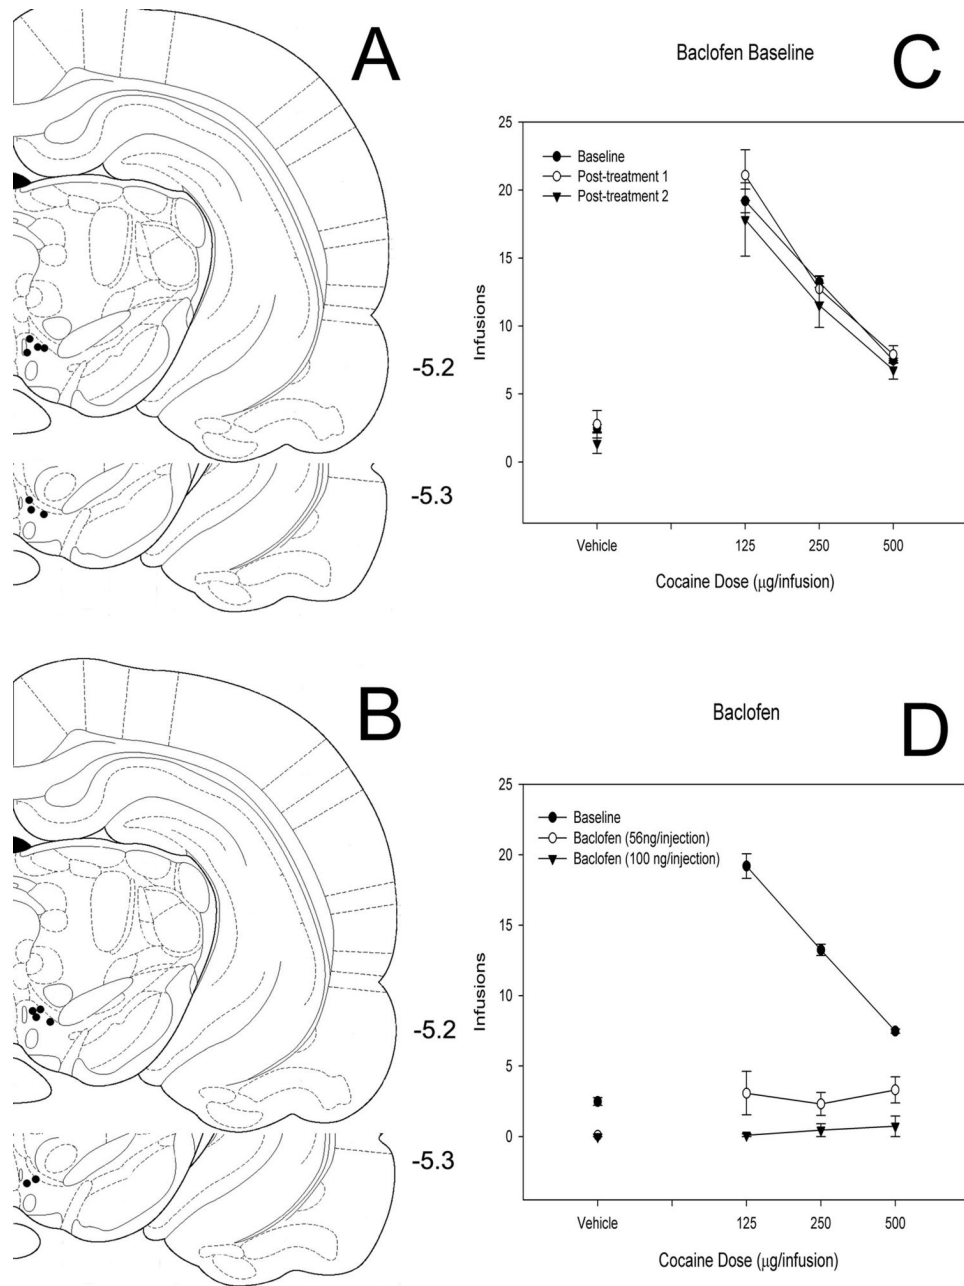 A
-5.2
-5.3
Baclofen Baseline
C
25
20
15
10
5
0
Infusions
Baseline
Post-treatment 1
Post-treatment 2
Vehicle 125 250 500
Cocaine Dose (μg/infusion)
B
-5.2
-5.3
Baclofen
D
25
20
15
10
5
0
Infusions
Baseline
Baclofen (56ng/injection)
Baclofen (100 ng/injection)
Vehicle 125 250 500
Cocaine Dose (μg/infusion)